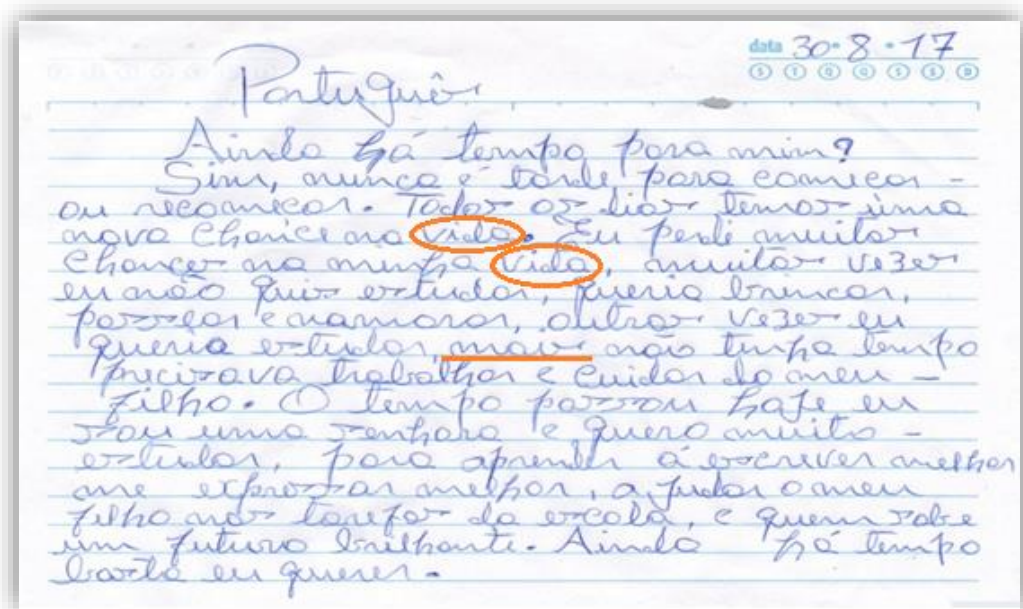 data 30·8·17
S T Q Q S S D
Português
Ainda há tempo para mim?
Sim, nunca é tarde para começar -
ou recomeçar. Todos os dias temos uma
nova chance na vida. Eu perdi muitas
chances na minha vida, muitas vezes
eu não quis estudar, queria brincar,
passear e namorar, outras vezes eu
queria estudar, mais não tinha tempo
precisava trabalhar e cuidar do meu -
filho. O tempo passou hoje eu
sou uma senhora e quero muito -
estudar, para aprender a escrever melhor
me expressar melhor, ajudar o meu
filho nas tarefas da escola, e quem sabe
um futuro brilhante. Ainda há tempo
basta eu querer.